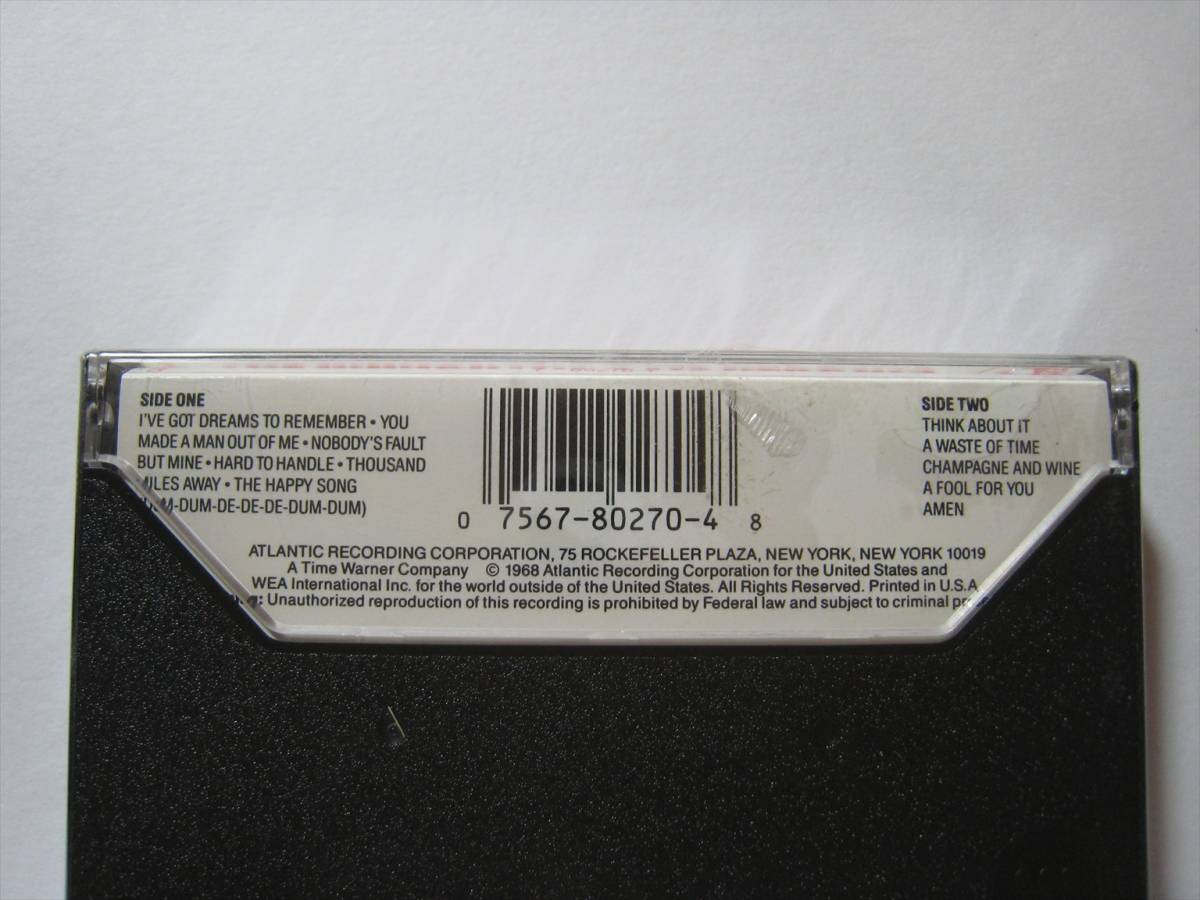 SIDE ONE
I'VE GOT DREAMS TO REMEMBER • YOU
MADE A MAN OUT OF ME • NOBODY'S FAULT
BUT MINE • HARD TO HANDLE • THOUSAND
AWAY • THE HAPPY SONG
-DUM-DE-DE-DE-DUM-DUM)
0 7567-80270-4 8
SIDE TWO
THINK ABOUT IT
A WASTE OF TIME
CHAMPAGNE AND WINE
A FOOL FOR YOU
AMEN
ATLANTIC RECORDING CORPORATION, 75 ROCKEFELLER PLAZA, NEW YORK, NEW YORK 10019
A Time Warner Company © 1968 Atlantic Recording Corporation for the United States and
WEA International Inc. for the world outside of the United States. All Rights Reserved. Printed in U.S.A
Unauthorized reproduction of this recording is prohibited by Federal law and subject to criminal